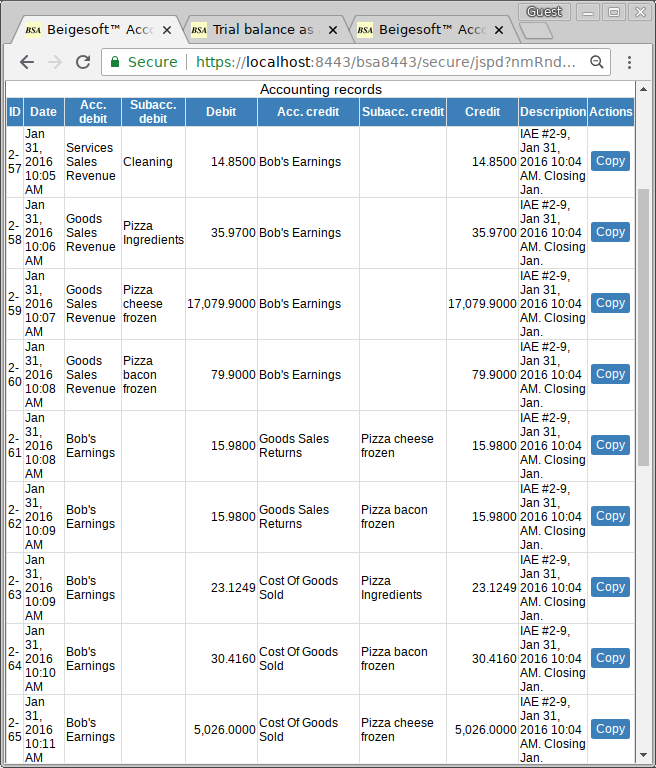 Guest
BSA Beigesoft™ Acc
BSA Trial balance as
BSA Beigesoft™ Acc
Secure https://localhost:8443/bsa8443/secure/jspd?nmRnd...
Accounting records
ID Date Acc. debit Subacc. debit Debit Acc. credit Subacc. credit Credit Description Actions
2-57 Jan 31, 2016 10:05 AM Services Sales Revenue Cleaning 14.8500 Bob's Earnings 14.8500 IAE #2-9, Jan 31, 2016 10:04 AM. Closing Jan. Copy
2-58 Jan 31, 2016 10:06 AM Goods Sales Revenue Pizza Ingredients 35.9700 Bob's Earnings 35.9700 IAE #2-9, Jan 31, 2016 10:04 AM. Closing Jan. Copy
2-59 Jan 31, 2016 10:07 AM Goods Sales Revenue Pizza cheese frozen 17,079.9000 Bob's Earnings 17,079.9000 IAE #2-9, Jan 31, 2016 10:04 AM. Closing Jan. Copy
2-60 Jan 31, 2016 10:08 AM Goods Sales Revenue Pizza bacon frozen 79.9000 Bob's Earnings 79.9000 IAE #2-9, Jan 31, 2016 10:04 AM. Closing Jan. Copy
2-61 Jan 31, 2016 10:08 AM Bob's Earnings 15.9800 Goods Sales Returns Pizza cheese frozen 15.9800 IAE #2-9, Jan 31, 2016 10:04 AM. Closing Jan. Copy
2-62 Jan 31, 2016 10:09 AM Bob's Earnings 15.9800 Goods Sales Returns Pizza bacon frozen 15.9800 IAE #2-9, Jan 31, 2016 10:04 AM. Closing Jan. Copy
2-63 Jan 31, 2016 10:09 AM Bob's Earnings 23.1249 Cost Of Goods Sold Pizza Ingredients 23.1249 IAE #2-9, Jan 31, 2016 10:04 AM. Closing Jan. Copy
2-64 Jan 31, 2016 10:10 AM Bob's Earnings 30.4160 Cost Of Goods Sold Pizza bacon frozen 30.4160 IAE #2-9, Jan 31, 2016 10:04 AM. Closing Jan. Copy
2-65 Jan 31, 2016 10:11 AM Bob's Earnings 5,026.0000 Cost Of Goods Sold Pizza cheese frozen 5,026.0000 IAE #2-9, Jan 31, 2016 10:04 AM. Closing Jan. Copy